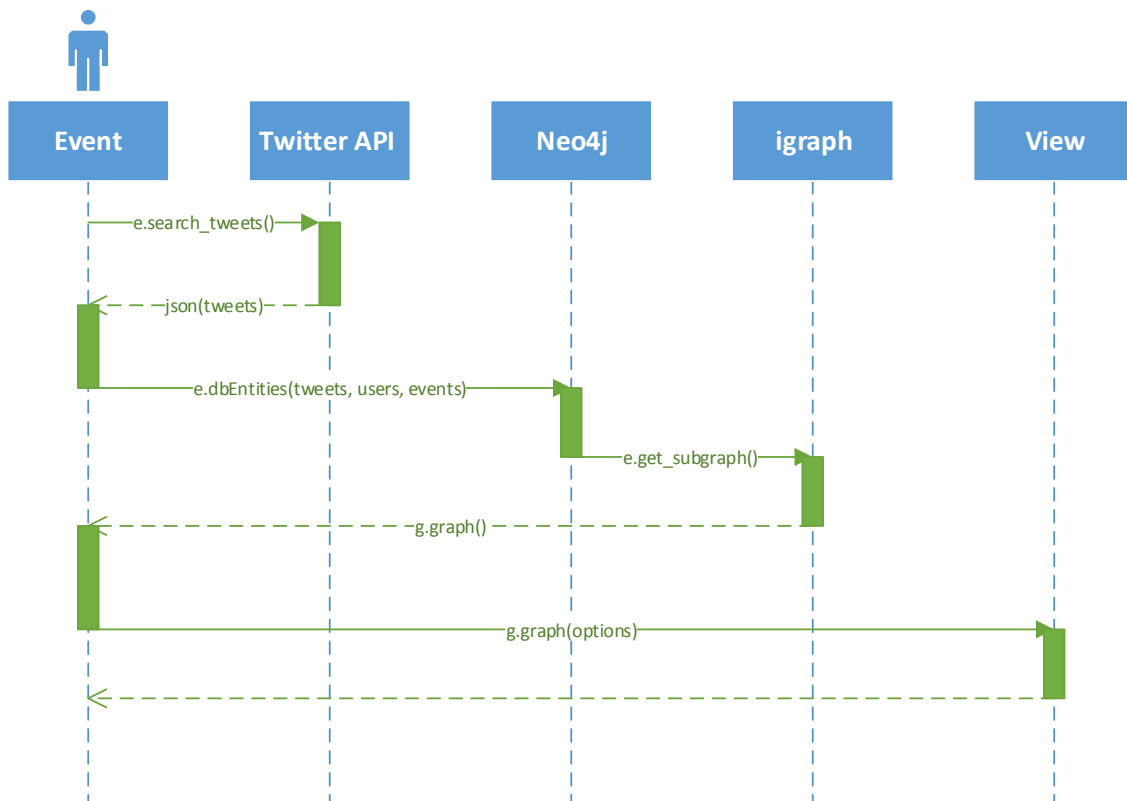 Event
Twitter API
Neo4j
igraph
View
e.search_tweets()
json(tweets)
e.dbEntities(tweets, users, events)
e.get_subgraph()
g.graph()
g.graph(options)